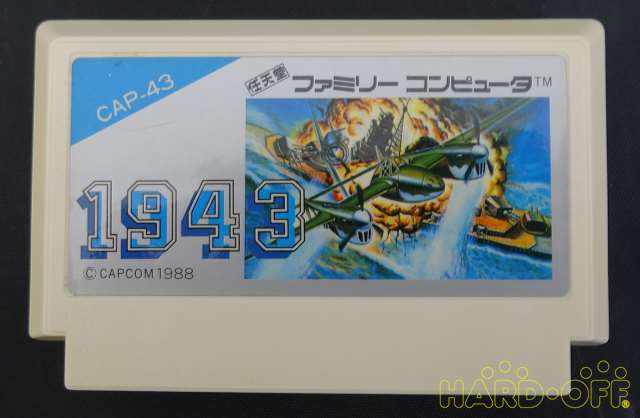 CAP-43
任天堂
ファミリー コンピュータ™
1943
© CAPCOM 1988
HARD-OFF®